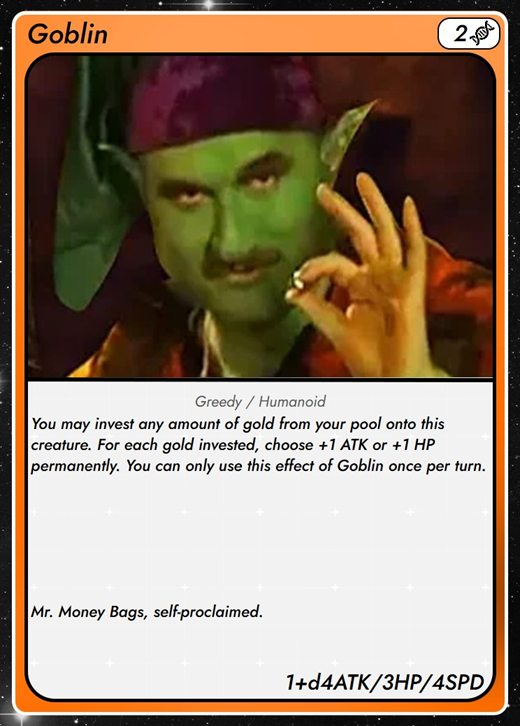 Goblin
2
Greedy / Humanoid
You may invest any amount of gold from your pool onto this
creature. For each gold invested, choose +1 ATK or +1 HP
permanently. You can only use this effect of Goblin once per turn.
Mr. Money Bags, self-proclaimed.
1+d4ATK/3HP/4SPD